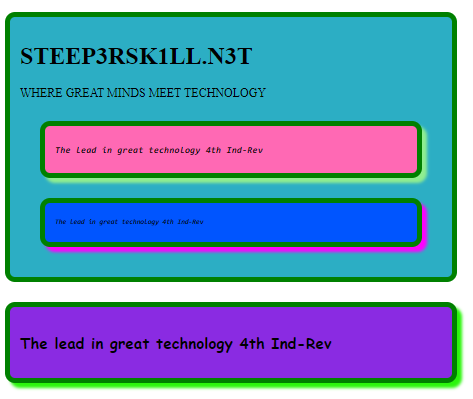 STEEP3RSK1LL.N3T
WHERE GREAT MINDS MEET TECHNOLOGY
The lead in great technology 4th Ind-Rev
The lead in great technology 4th Ind-Rev
The lead in great technology 4th Ind-Rev